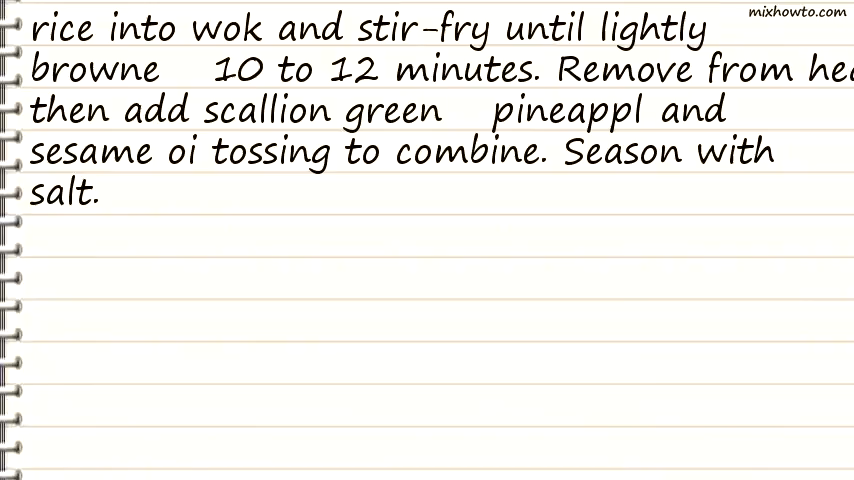 mixhowto.com
rice into wok and stir-fry until lightly
browne 10 to 12 minutes. Remove from hea
then add scallion green pineappl and
sesame oi tossing to combine. Season with
salt.